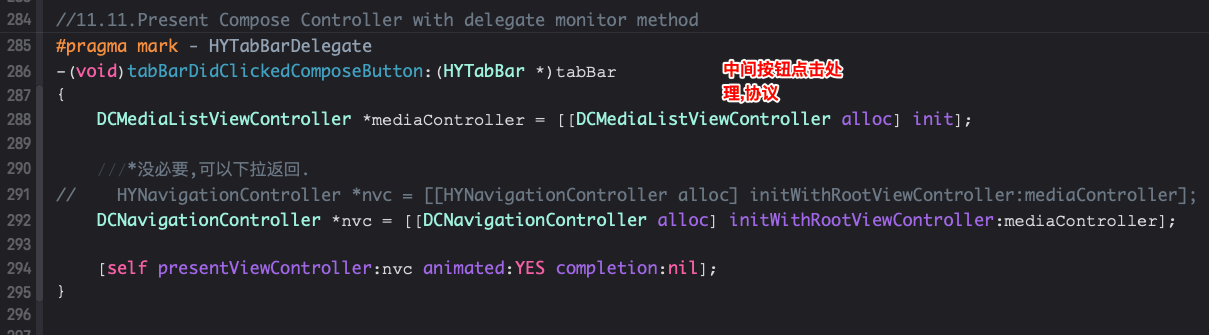 284 //11.11.Present Compose Controller with delegate monitor method
285 #pragma mark - HYTabBarDelegate
286 -(void)tabBarDidClickedComposeButton:(HYTabBar *)tabBar
中间按钮点击处
理,协议
287 {
288 DCMediaListViewController *mediaController = [[DCMediaListViewController alloc] init];
289
290 ///*没必要,可以下拉返回.
291 // HYNavigationController *nvc = [[HYNavigationController alloc] initWithRootViewController:mediaController];
292 DCNavigationController *nvc = [[DCNavigationController alloc] initWithRootViewController:mediaController];
293
294 [self presentViewController:nvc animated:YES completion:nil];
295 }
296